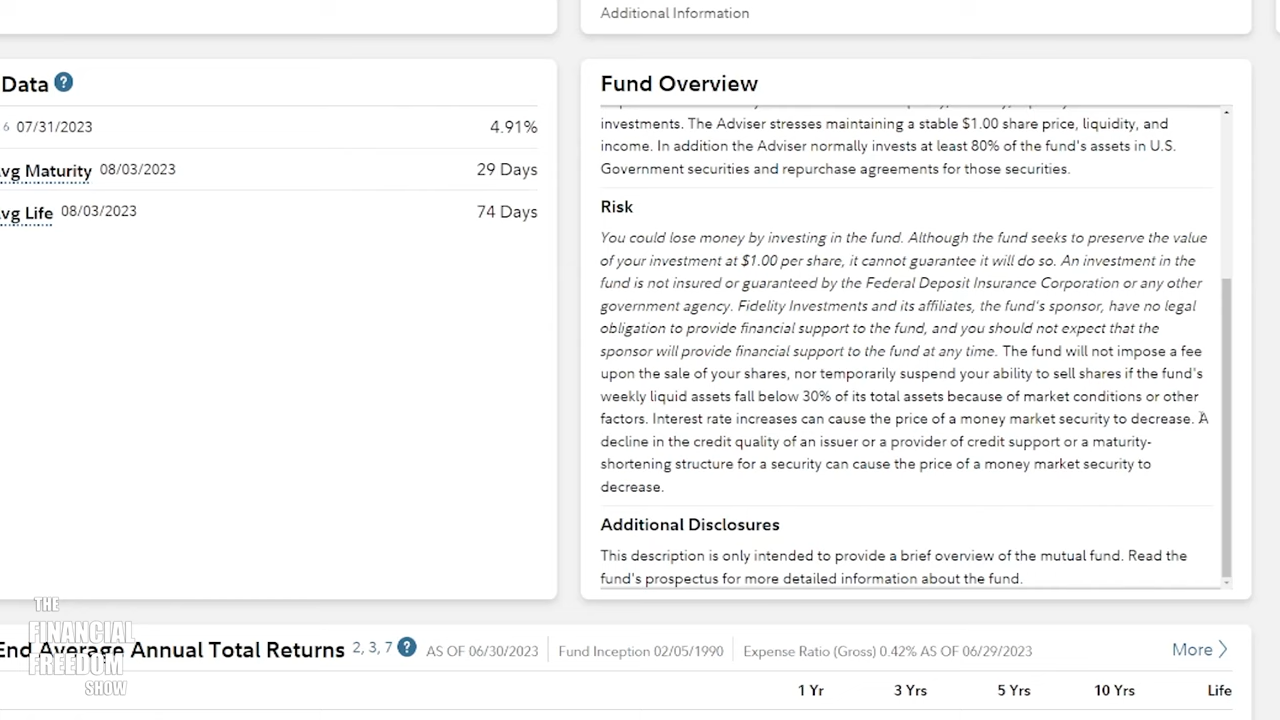 Additional Information
Data ?
6 07/31/2023 4.91%
vg Maturity 08/03/2023 29 Days
vg Life 08/03/2023 74 Days
Fund Overview
investments. The Adviser stresses maintaining a stable $1.00 share price, liquidity, and
income. In addition the Adviser normally invests at least 80% of the fund's assets in U.S.
Government securities and repurchase agreements for those securities.
Risk
You could lose money by investing in the fund. Although the fund seeks to preserve the value
of your investment at $1.00 per share, it cannot guarantee it will do so. An investment in the
fund is not insured or guaranteed by the Federal Deposit Insurance Corporation or any other
government agency. Fidelity Investments and its affiliates, the fund's sponsor, have no legal
obligation to provide financial support to the fund, and you should not expect that the
sponsor will provide financial support to the fund at any time. The fund will not impose a fee
upon the sale of your shares, nor temporarily suspend your ability to sell shares if the fund's
weekly liquid assets fall below 30% of its total assets because of market conditions or other
factors. Interest rate increases can cause the price of a money market security to decrease. A
decline in the credit quality of an issuer or a provider of credit support or a maturity-
shortening structure for a security can cause the price of a money market security to
decrease.
Additional Disclosures
This description is only intended to provide a brief overview of the mutual fund. Read the
fund's prospectus for more detailed information about the fund.
End Average Annual Total Returns 2, 3, 7 ? AS OF 06/30/2023 Fund Inception 02/05/1990 Expense Ratio (Gross) 0.42% AS OF 06/29/2023 More
1 Yr 3 Yrs 5 Yrs 10 Yrs Life
THE
FINANCIAL
FREEDOM
SHOW